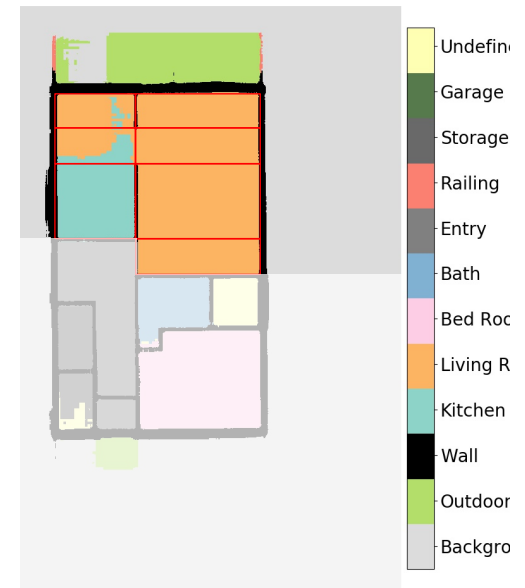 Undefine
Garage
Storage
Railing
Entry
Bath
Bed Roo
Living R
Kitchen
Wall
Outdoor
Backgro